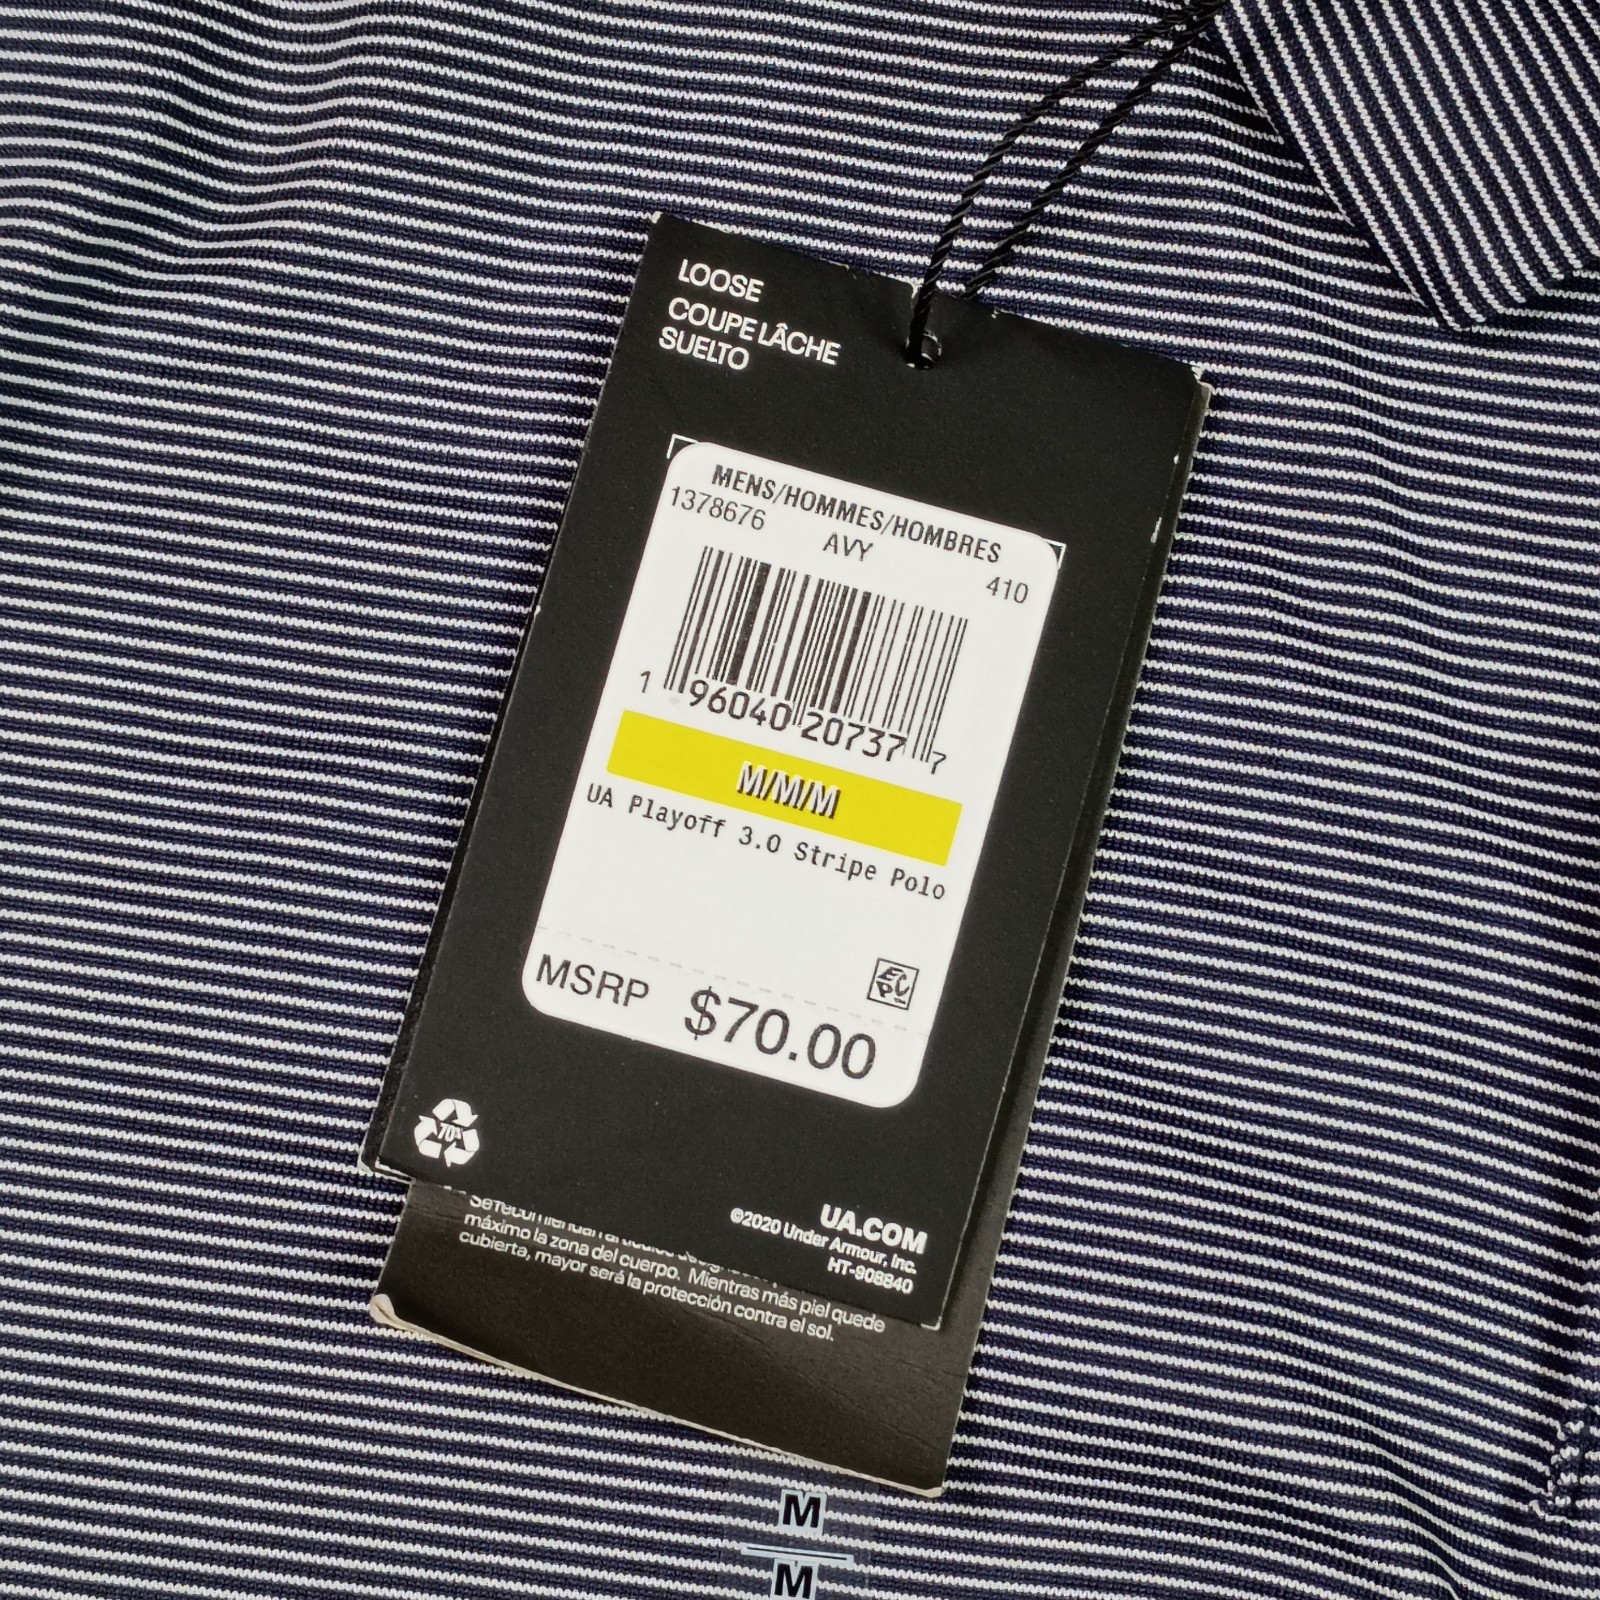 LOOSE
COUPE LÂCHE
SUELTO
MENS/HOMMES/HOMBRES
1378676
AVY
410
1 96040 20737 7
M/M/M
UA Playoff 3.0 Stripe Polo
ECP
MSRP $70.00
70%
UA.COM
©2020 Under Armour, Inc.
HT-908840
máximo la zona del cuerpo. Mientras más piel quede
cubierta, mayor será la protección contra el sol.
M
M